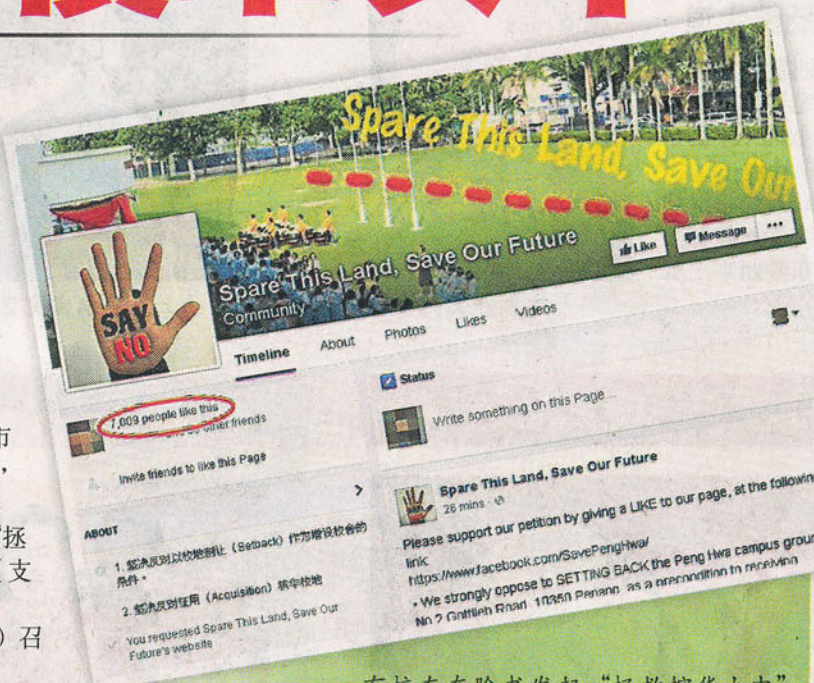 Spare This Land, Save Our
SAY
NO
Spare This Land, Save Our Future
Community
Like
Message
Timeline
About
Photos
Likes
Videos
7,009 people like this
other friends
Invite friends to like this Page
ABOUT
1. 坚决反对以校地割让（Setback）作为增设校舍的
条件。
2. 坚决反对征用（Acquisition）槟华校地
You requested Spare This Land, Save Our
Future's website
Status
Write something on this Page...
Spare This Land, Save Our Future
26 mins
Please support our petition by giving a LIKE to our page, at the following
link:
https://www.facebook.com/SavePengHwa/
• We strongly oppose to SETTING BACK the Peng Hwa campus
No 2 Gottlieb Road, 10350 Penang, as a precondition to receiving
市
，
拯
支
）召